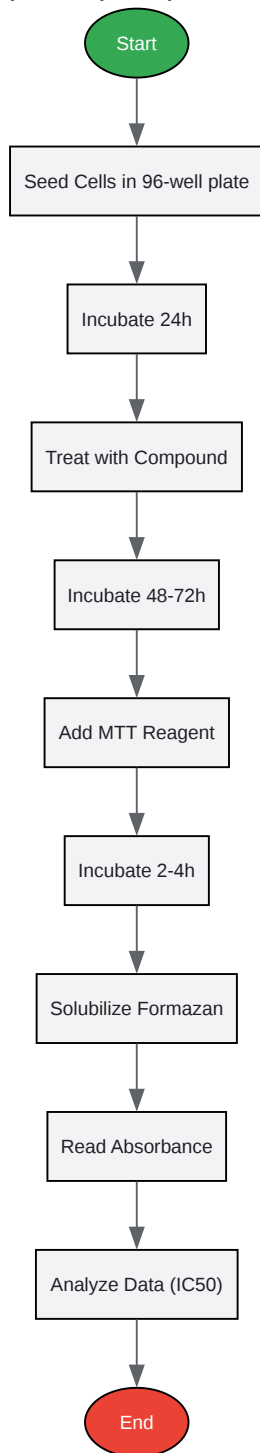 Start
Seed Cells in 96-well plate
Incubate 24h
Treat with Compound
Incubate 48-72h
Add MTT Reagent
Incubate 2-4h
Solubilize Formazan
Read Absorbance
Analyze Data (IC50)
End